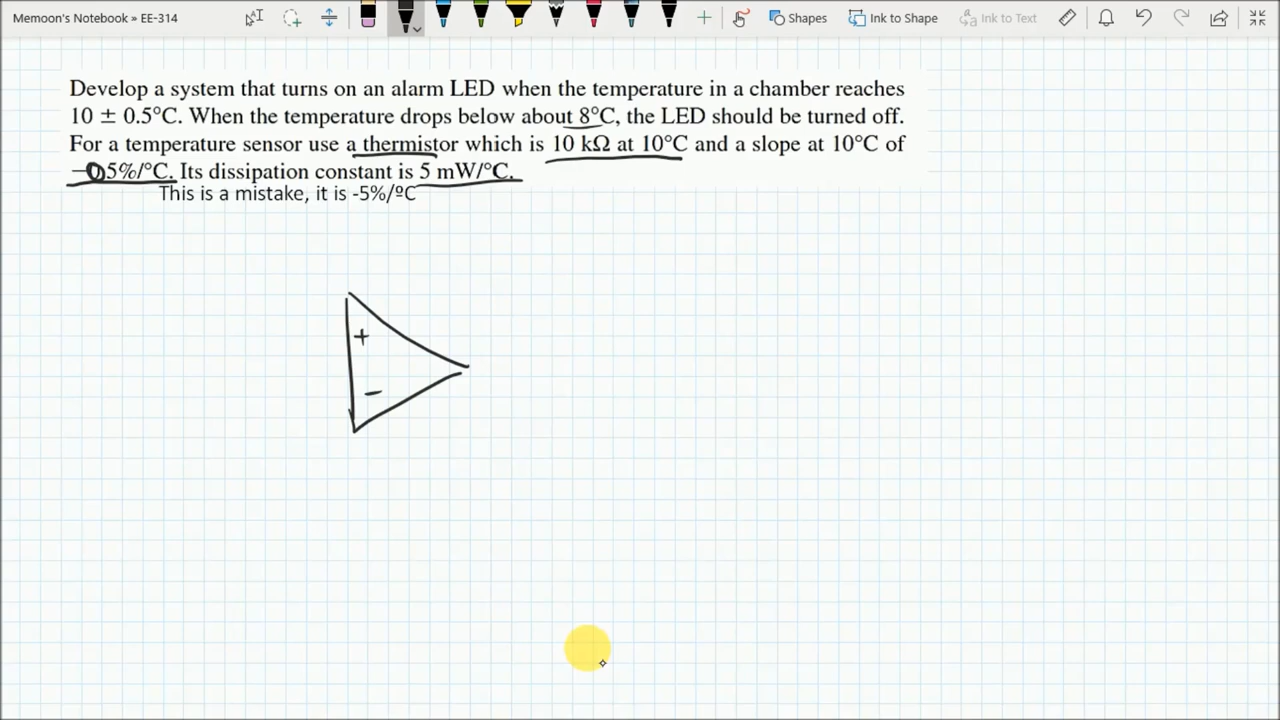 Memoon's Notebook » EE-314
Shapes
Ink to Shape
Ink to Text
Develop a system that turns on an alarm LED when the temperature in a chamber reaches
10 ± 0.5°C. When the temperature drops below about 8°C, the LED should be turned off.
For a temperature sensor use a thermistor which is 10 kΩ at 10°C and a slope at 10°C of
−0.5%/°C. Its dissipation constant is 5 mW/°C.
This is a mistake, it is -5%/ºC
+
−